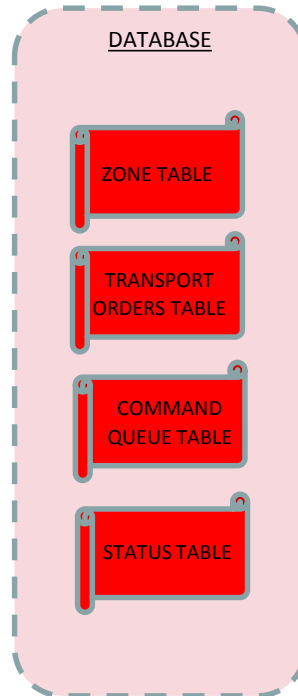 DATABASE
ZONE TABLE
TRANSPORT
ORDERS TABLE
COMMAND
QUEUE TABLE
STATUS TABLE